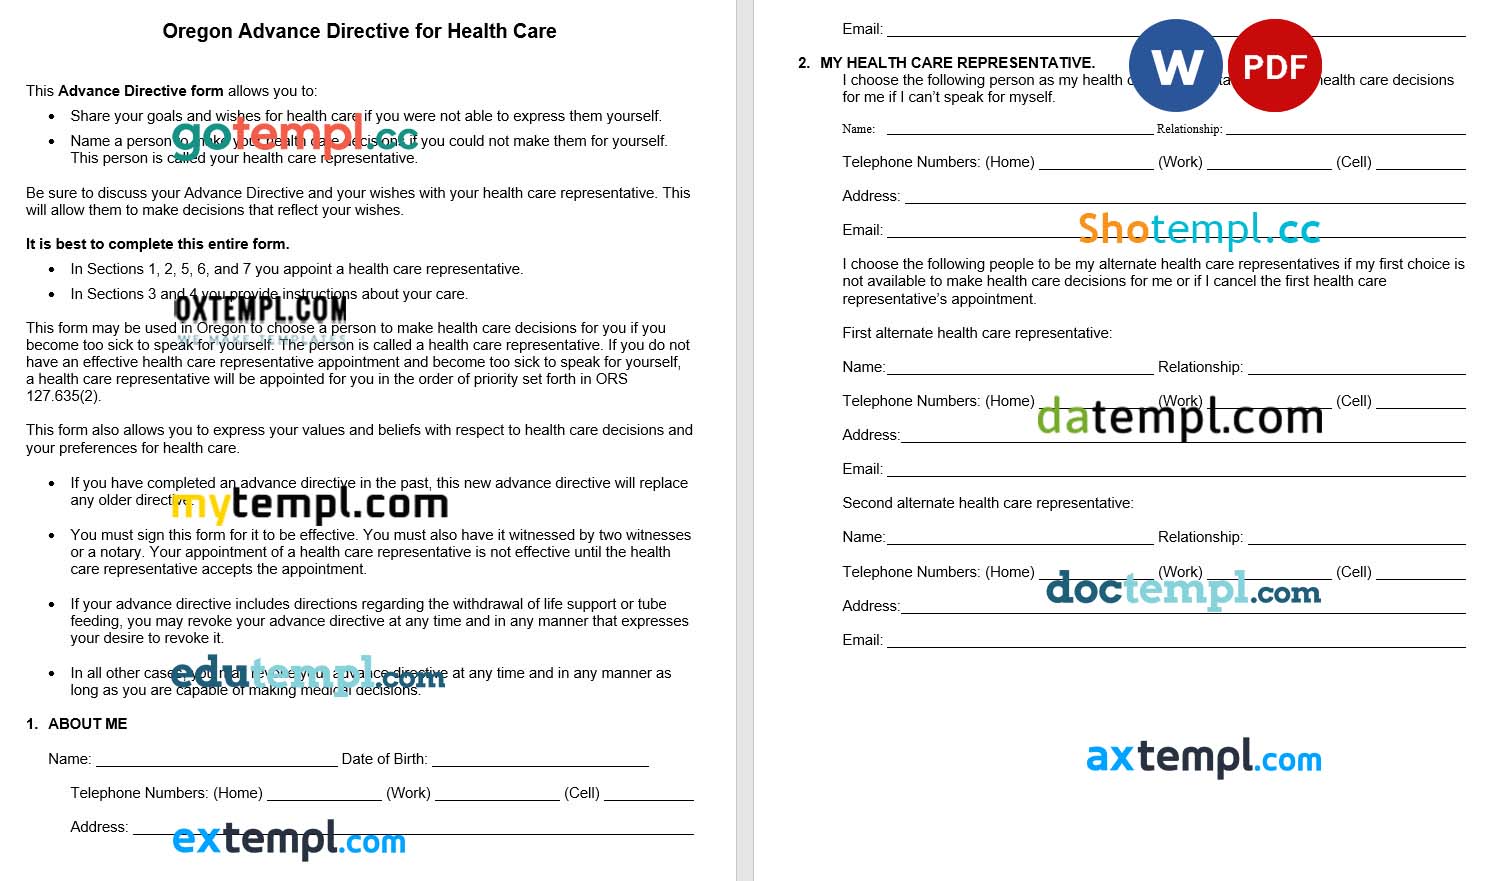 Oregon Advance Directive for Health Care
This Advance Directive form allows you to:
• Share your goals and wishes for health care if you were not able to express them yourself.
• Name a person to make your health care decisions if you could not make them for yourself.
This person is called your health care representative.
gotempl.cc
Be sure to discuss your Advance Directive and your wishes with your health care representative. This
will allow them to make decisions that reflect your wishes.
It is best to complete this entire form.
• In Sections 1, 2, 5, 6, and 7 you appoint a health care representative.
• In Sections 3 and 4 you provide instructions about your care.
OXTEMPL.COM
WE MAKE TEMPLATES
This form may be used in Oregon to choose a person to make health care decisions for you if you
become too sick to speak for yourself. The person is called a health care representative. If you do not
have an effective health care representative appointment and become too sick to speak for yourself,
a health care representative will be appointed for you in the order of priority set forth in ORS
127.635(2).
This form also allows you to express your values and beliefs with respect to health care decisions and
your preferences for health care.
• If you have completed an advance directive in the past, this new advance directive will replace
any older directive.
mytempl.com
• You must sign this form for it to be effective. You must also have it witnessed by two witnesses
or a notary. Your appointment of a health care representative is not effective until the health
care representative accepts the appointment.
• If your advance directive includes directions regarding the withdrawal of life support or tube
feeding, you may revoke your advance directive at any time and in any manner that expresses
your desire to revoke it.
• In all other cases, you may revoke your advance directive at any time and in any manner as
long as you are capable of making medical decisions.
edutempl.com
1. ABOUT ME
Name: Date of Birth:
Telephone Numbers: (Home) (Work) (Cell)
Address:
extempl.com
Email:
W PDF
2. MY HEALTH CARE REPRESENTATIVE.
I choose the following person as my health health care decisions
for me if I can't speak for myself.
Name: Relationship:
Telephone Numbers: (Home) (Work) (Cell)
Address:
Email:
Shotempl.cc
I choose the following people to be my alternate health care representatives if my first choice is
not available to make health care decisions for me or if I cancel the first health care
representative's appointment.
First alternate health care representative:
Name: Relationship:
Telephone Numbers: (Home) (Work) (Cell)
datempl.com
Address:
Email:
Second alternate health care representative:
Name: Relationship:
Telephone Numbers: (Home) (Work) (Cell)
doctempl.com
Address:
Email:
axtempl.com